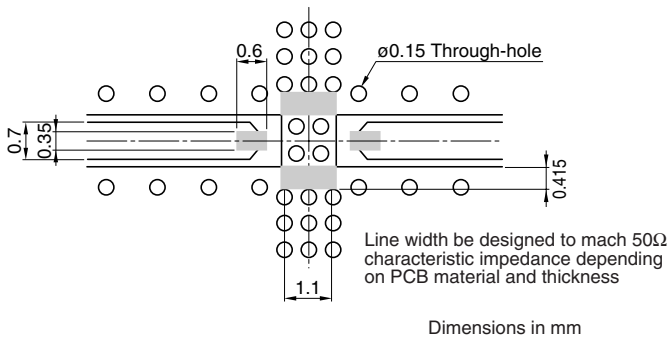 0.6
ø0.15 Through-hole
0.7
0.35
0.415
Line width be designed to mach 50Ω
characteristic impedance depending
on PCB material and thickness
1.1
Dimensions in mm